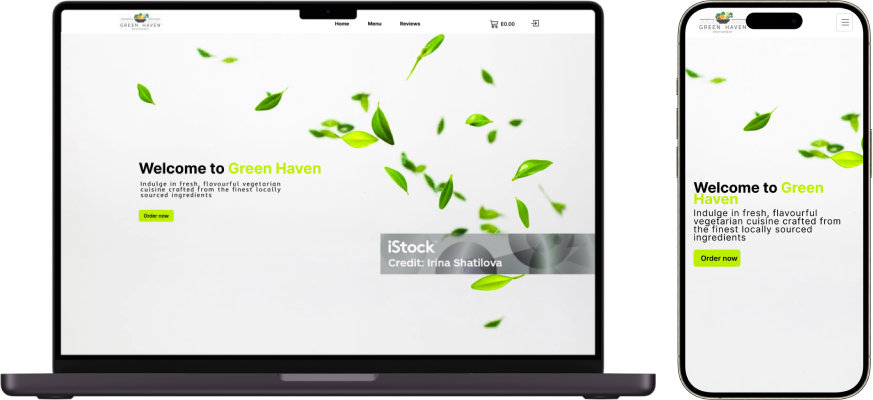 GREEN HAVEN
Home
Menu
Reviews
£0.00
Welcome to Green Haven
Indulge in fresh, flavourful vegetarian
cuisine crafted from the finest locally
sourced ingredients
Order now
iStock
Credit: Irina Shatilova
GREEN HAVEN
Welcome to Green
Haven
Indulge in fresh, flavourful
vegetarian cuisine crafted from
the finest locally sourced
ingredients
Order now